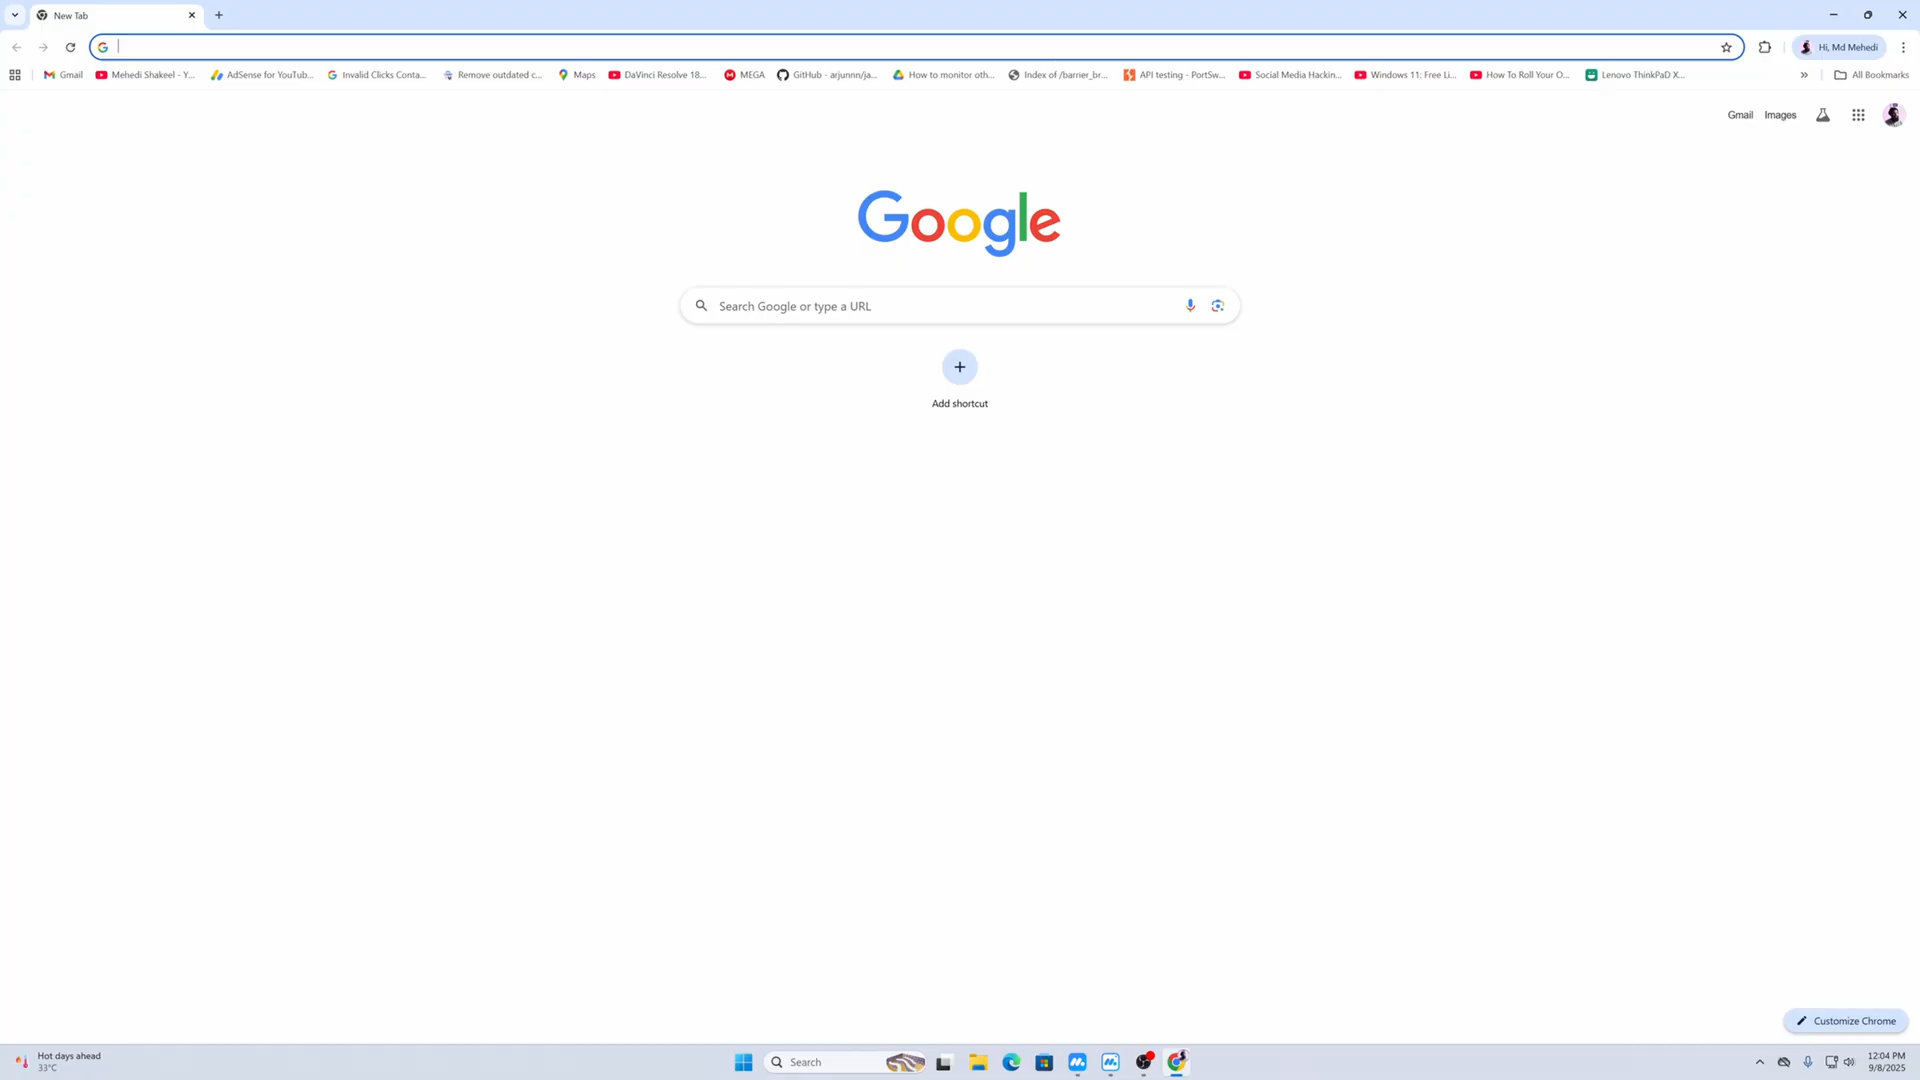 New Tab
Hi, Md Mehedi
Gmail
Mehedi Shakeel - Y...
AdSense for YouTub...
Invalid Clicks Conta...
Remove outdated c...
Maps
DaVinci Resolve 18...
MEGA
GitHub - arjunnn/ja...
How to monitor oth...
Index of /barrier_br...
API testing - PortSw...
Social Media Hackin...
Windows 11: Free Li...
How To Roll Your O...
Lenovo ThinkPaD X...
All Bookmarks
Gmail
Images
Google
Search Google or type a URL
Add shortcut
Customize Chrome
Hot days ahead
33°C
Search
12:04 PM
9/8/2025